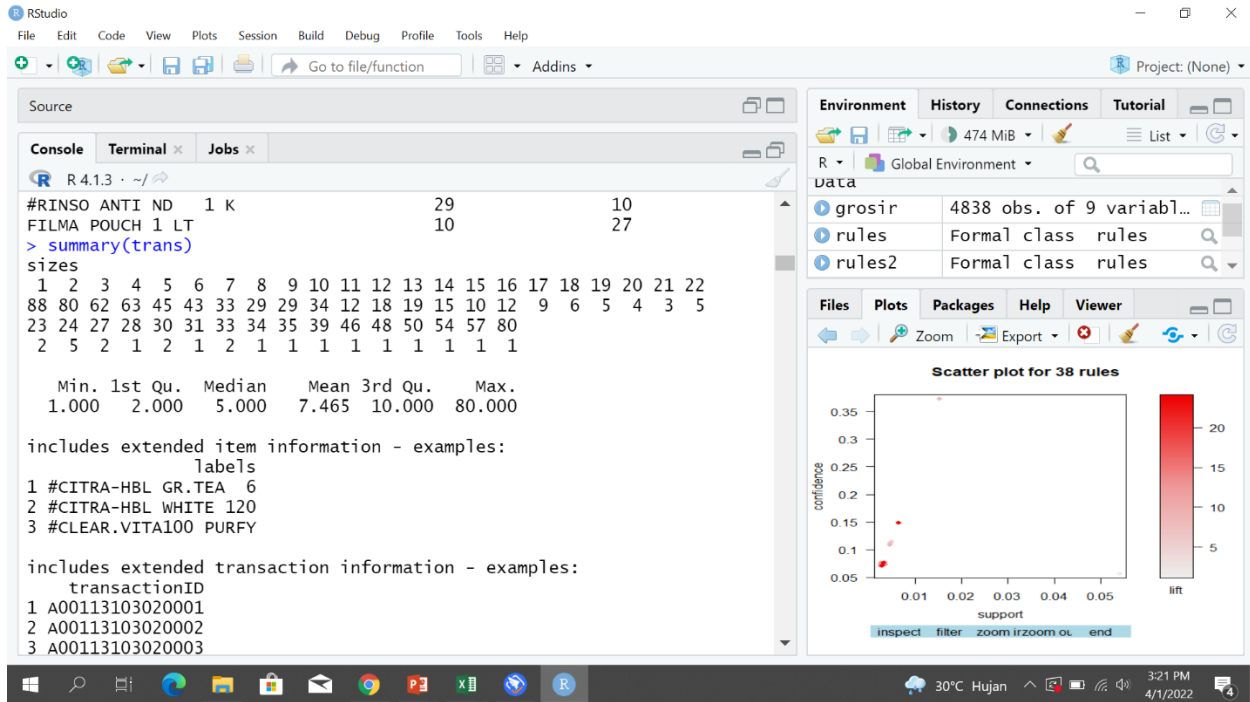 RStudio
File Edit Code View Plots Session Build Debug Profile Tools Help
Go to file/function Addins Project: (None)
Source
Console Terminal Jobs
R 4.1.3 · ~/
#RINSO ANTI ND 1 K 29 10
FILMA POUCH 1 LT 10 27
> summary(trans)
sizes
1 2 3 4 5 6 7 8 9 10 11 12 13 14 15 16 17 18 19 20 21 22
88 80 62 63 45 43 33 29 29 34 12 18 19 15 10 12 9 6 5 4 3 5
23 24 27 28 30 31 33 34 35 39 46 48 50 54 57 80
2 5 2 1 2 1 2 1 1 1 1 1 1 1 1 1
Min. 1st Qu. Median Mean 3rd Qu. Max.
1.000 2.000 5.000 7.465 10.000 80.000
includes extended item information - examples:
labels
1 #CITRA-HBL GR.TEA 6
2 #CITRA-HBL WHITE 120
3 #CLEAR.VITA100 PURFY
includes extended transaction information - examples:
transactionID
1 A00113103020001
2 A00113103020002
3 A00113103020003
Environment History Connections Tutorial
474 MiB List
R Global Environment
Data
grosir 4838 obs. of 9 variabl…
rules Formal class rules
rules2 Formal class rules
Files Plots Packages Help Viewer
Zoom Export
Scatter plot for 38 rules
0.35
0.3
0.25
0.2
0.15
0.1
0.05
confidence
0.01 0.02 0.03 0.04 0.05
support
20
15
10
5
lift
inspect filter zoom in zoom ou end
30°C Hujan
3:21 PM
4/1/2022
4